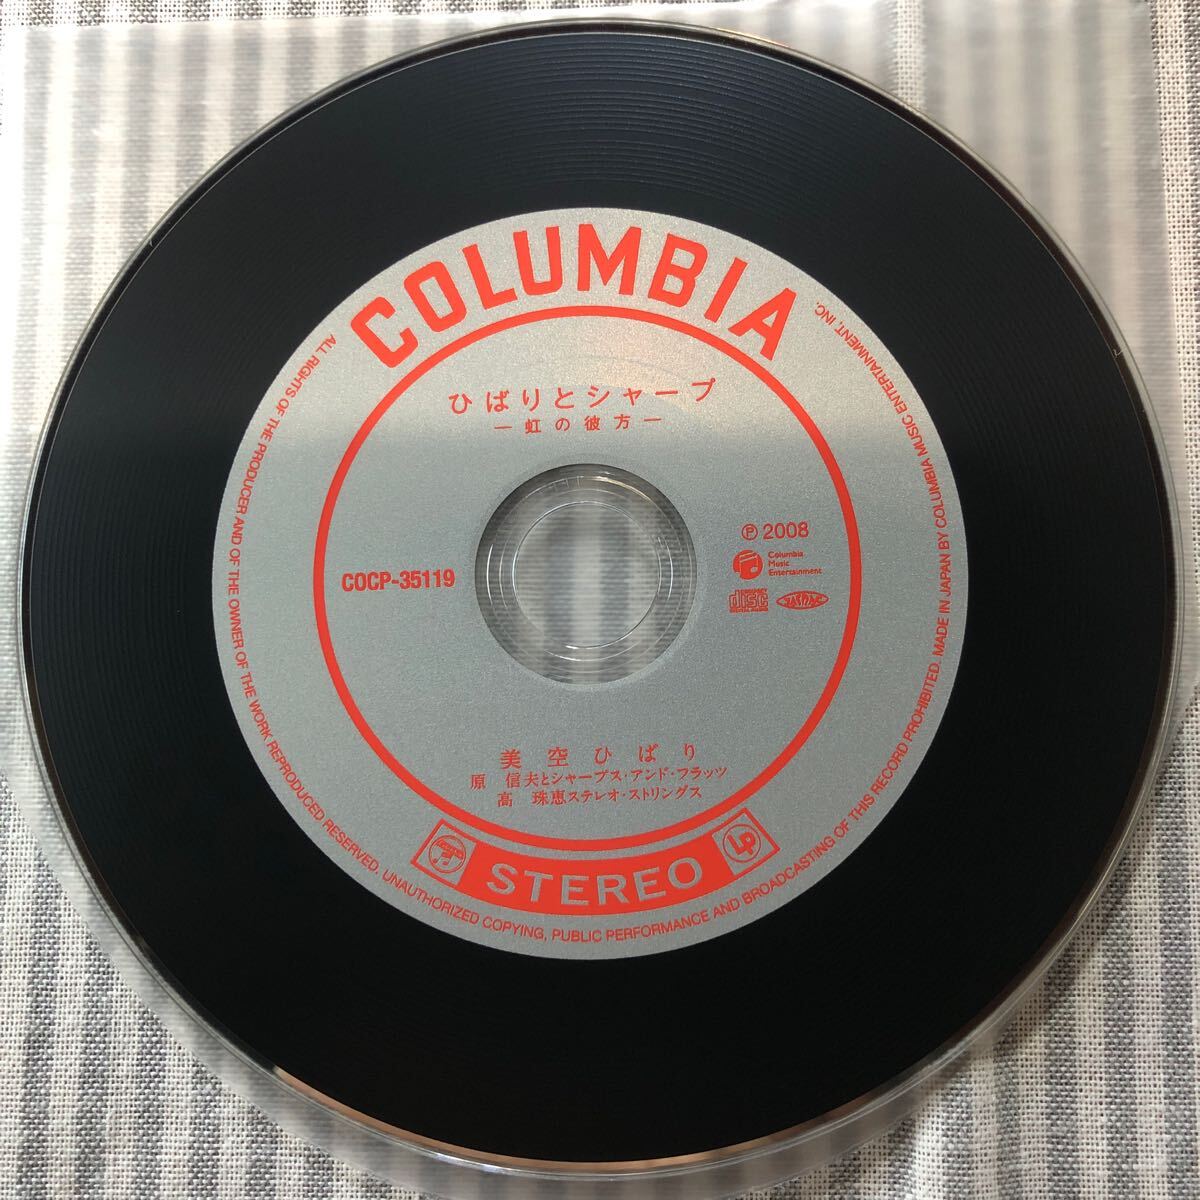 COLUMBIA
ひばりとシャープ
―虹の彼方―
COCP-35119
Ⓟ 2008
Columbia
Music
Entertainment
disc
美空ひばり
原 信夫とシャープス・アンド・フラッツ
高 珠恵ステレオ・ストリングス
STEREO
LP
ALL RIGHTS OF THE PRODUCER AND OF THE OWNER OF THE WORK REPRODUCED RESERVED. UNAUTHORIZED COPYING, PUBLIC PERFORMANCE AND BROADCASTING OF THIS RECORD PROHIBITED. MADE IN JAPAN BY COLUMBIA MUSIC ENTERTAINMENT, INC.